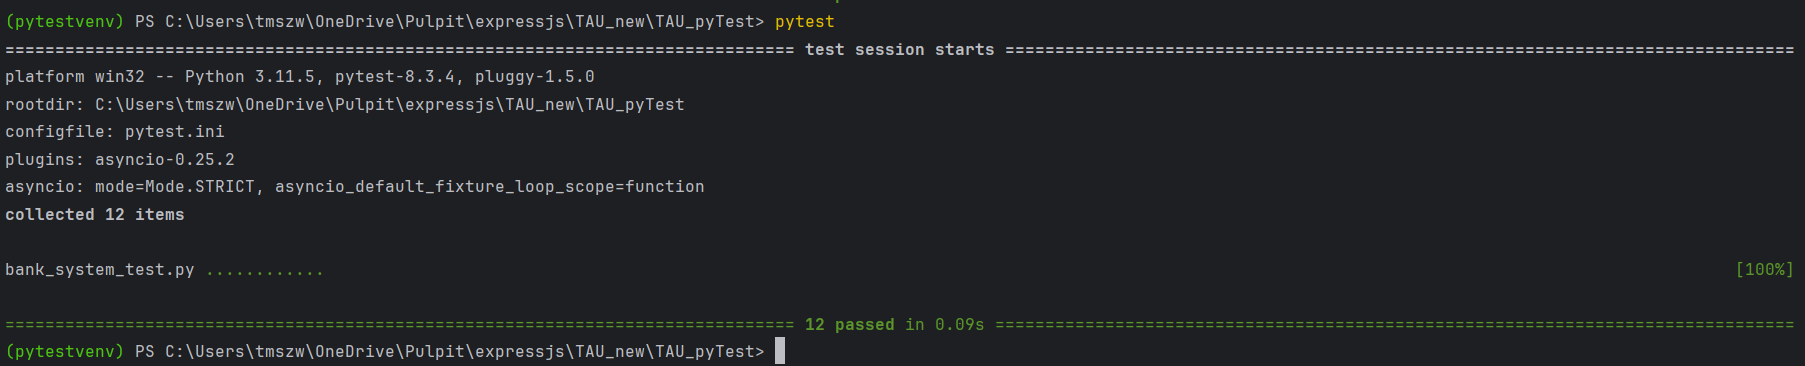 (pytestvenv) PS C:\Users\tmszw\OneDrive\Pulpit\expressjs\TAU_new\TAU_pyTest> pytest
=============================================================================== test session starts ===============================================================================
platform win32 -- Python 3.11.5, pytest-8.3.4, pluggy-1.5.0
rootdir: C:\Users\tmszw\OneDrive\Pulpit\expressjs\TAU_new\TAU_pyTest
configfile: pytest.ini
plugins: asyncio-0.25.2
asyncio: mode=Mode.STRICT, asyncio_default_fixture_loop_scope=function
collected 12 items
bank_system_test.py ............ [100%]
=============================================================================== 12 passed in 0.09s ================================================================================
(pytestvenv) PS C:\Users\tmszw\OneDrive\Pulpit\expressjs\TAU_new\TAU_pyTest>